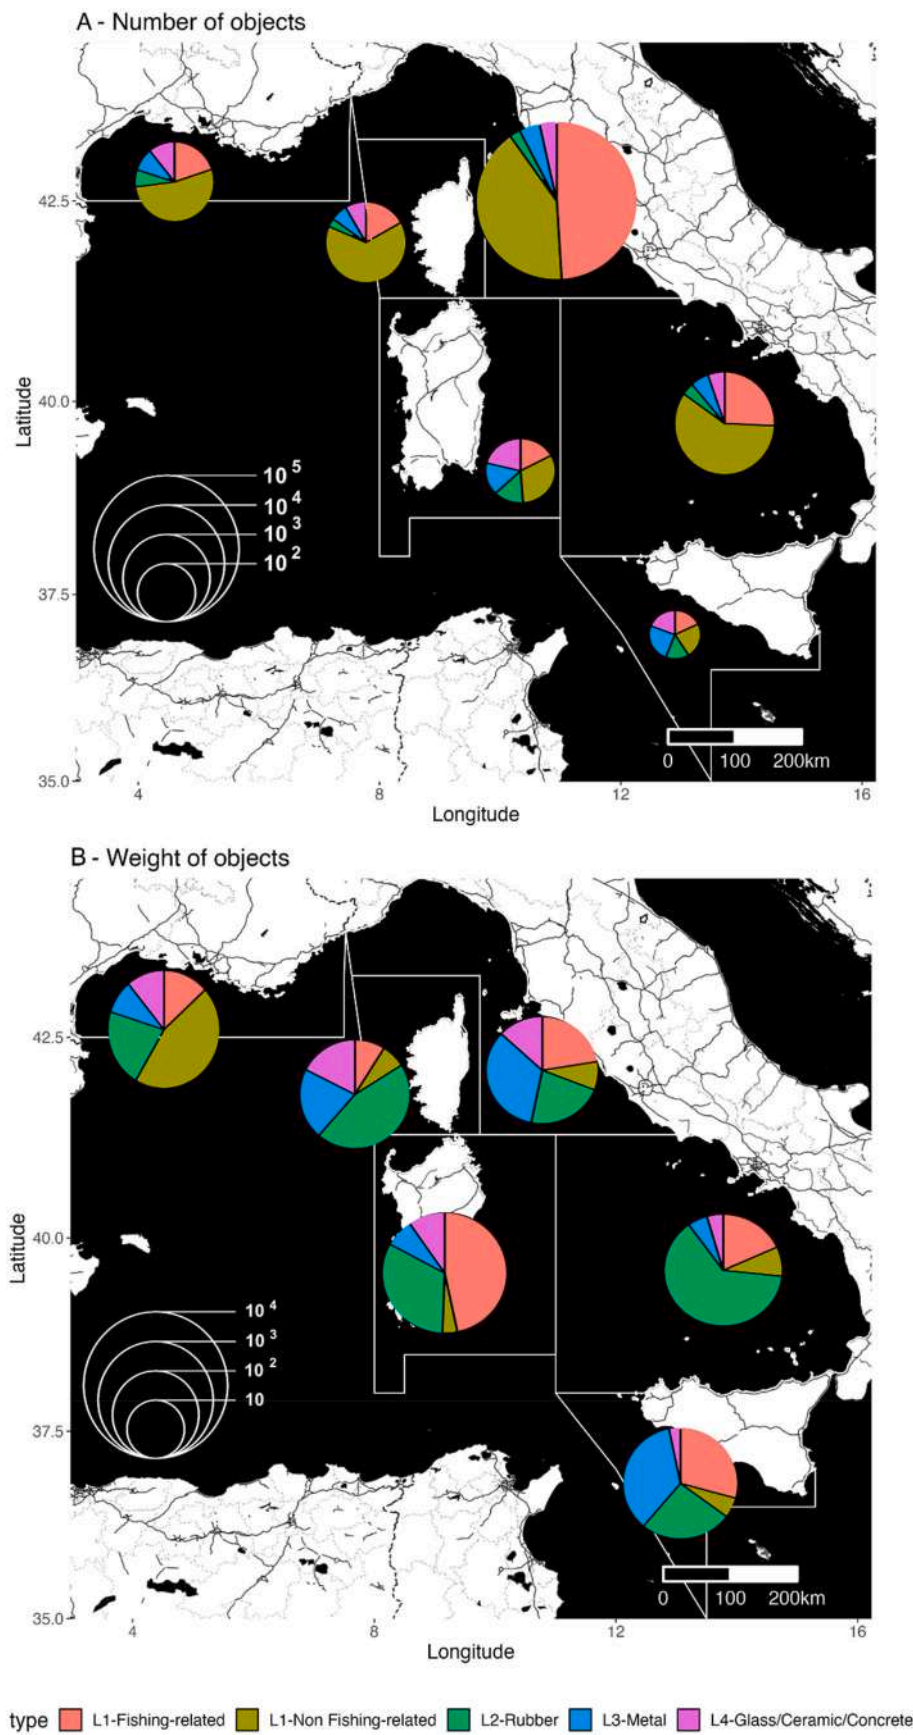 A - Number of objects
42.5
40.0
37.5
35.0
Latitude
10 5
10 4
10 3
10 2
0 100 200km
4 8 12 16
Longitude
B - Weight of objects
42.5
40.0
37.5
35.0
Latitude
10 4
10 3
10 2
10
0 100 200km
4 8 12 16
Longitude
type L1-Fishing-related L1-Non Fishing-related L2-Rubber L3-Metal L4-Glass/Ceramic/Concrete